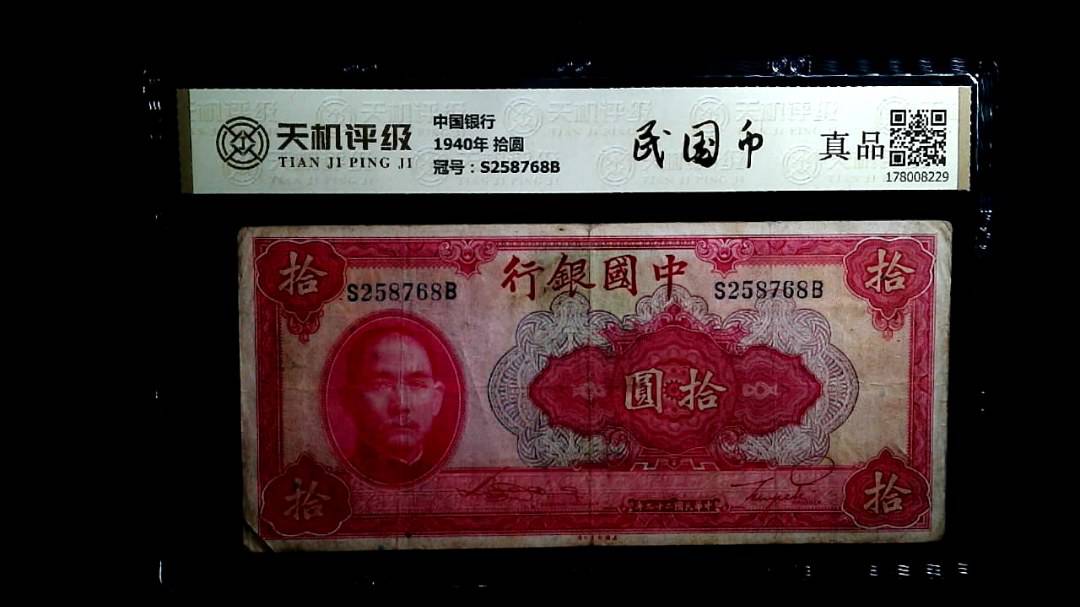 天机评级
TIAN JI PING JI
中国银行
1940年 拾圆
冠号：S258768B
民国币
真品
178008229
行銀國中
拾
拾
S258768B
S258768B
圓拾
拾
拾